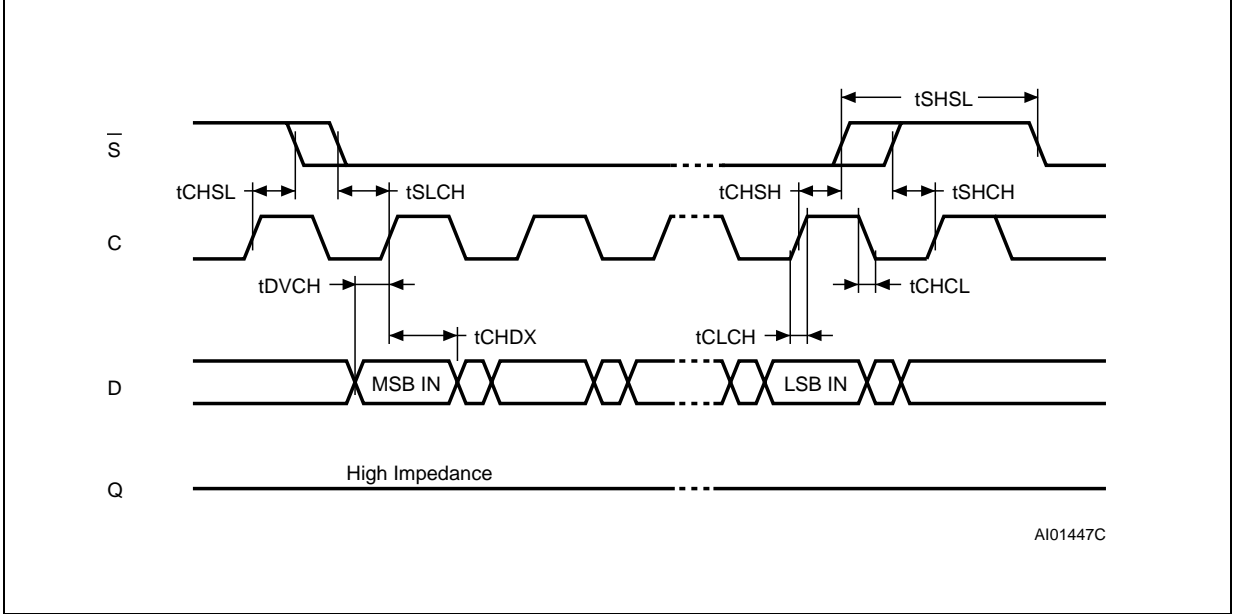 tSHSL
S̅
tCHSL
tSLCH
tCHSH
tSHCH
C
tDVCH
tCHCL
tCHDX
tCLCH
D
MSB IN
LSB IN
High Impedance
Q
AI01447C